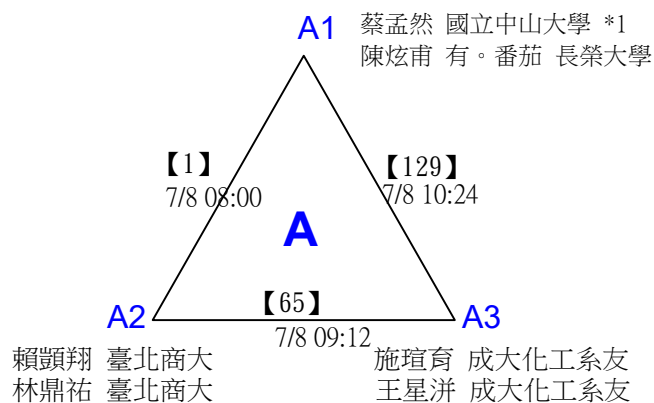 A1
蔡孟然 國立中山大學 *1
陳炫甫 有。番茄 長榮大學
【1】
7/8 08:00
【129】
7/8 10:24
A
【65】
7/8 09:12
A2
A3
賴顗翔 臺北商大
林鼎祐 臺北商大
施瑄育 成大化工系友
王星洴 成大化工系友